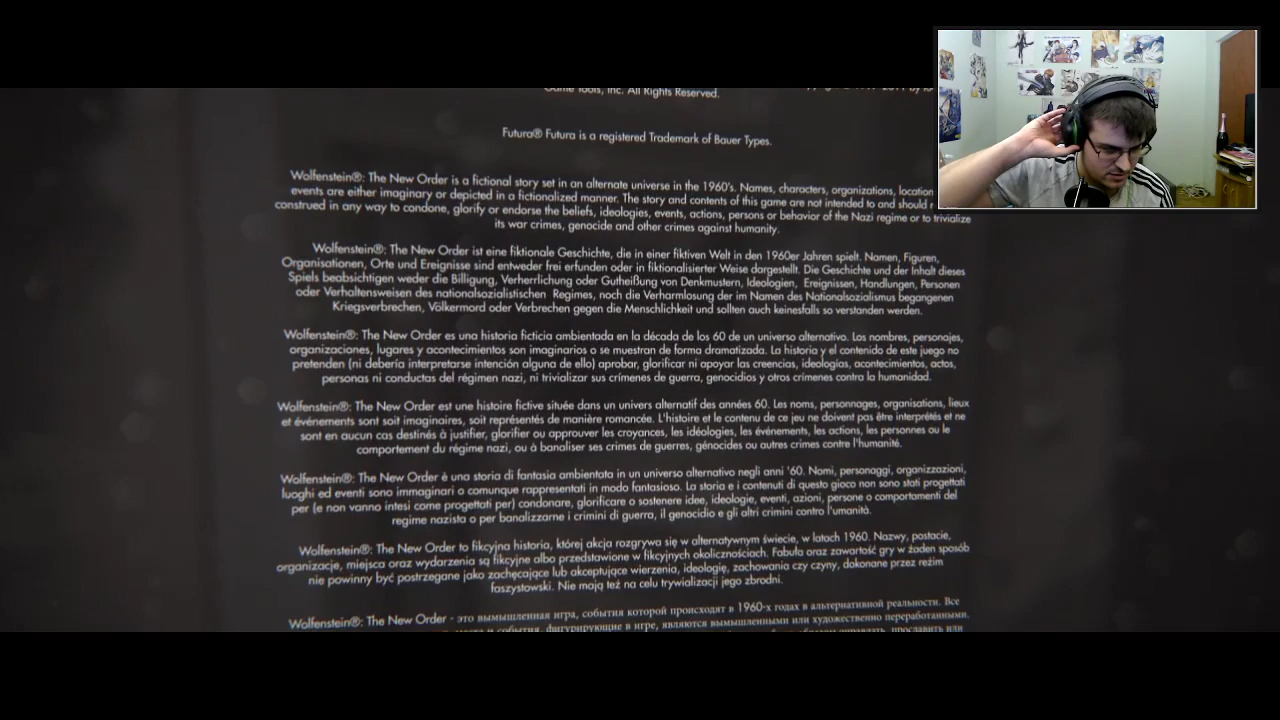 Game Tools, Inc. All Rights Reserved.
Futura® Futura is a registered Trademark of Bauer Types.
Wolfenstein®: The New Order is a fictional story set in an alternate universe in the 1960's. Names, characters, organizations, location
events are either imaginary or depicted in a fictionalized manner. The story and contents of this game are not intended to and should
construed in any way to condone, glorify or endorse the beliefs, ideologies, events, actions, persons or behavior of the Nazi regime or to trivialize
its war crimes, genocide and other crimes against humanity.
Wolfenstein®: The New Order ist eine fiktionale Geschichte, die in einer fiktiven Welt in den 1960er Jahren spielt. Namen, Figuren,
Organisationen, Orte und Ereignisse sind entweder frei erfunden oder in fiktionalisierter Weise dargestellt. Die Geschichte und der Inhalt dieses
Spiels beabsichtigen weder die Billigung, Verherrlichung oder Gutheißung von Denkmustern, Ideologien, Ereignissen, Handlungen, Personen
oder Verhaltensweisen des nationalsozialistischen Regimes, noch die Verharmlosung der im Namen des Nationalsozialismus begangenen
Kriegsverbrechen, Völkermord oder Verbrechen gegen die Menschlichkeit und sollten auch keinesfalls so verstanden werden.
Wolfenstein®: The New Order es una historia ficticia ambientada en la década de los 60 de un universo alternativo. Los nombres, personajes,
organizaciones, lugares y acontecimientos son imaginarios o se muestran de forma dramatizada. La historia y el contenido de este juego no
pretenden (ni debería interpretarse intención alguna de ello) aprobar, glorificar ni apoyar las creencias, ideologías, acontecimientos, actos,
personas ni conductas del régimen nazi, ni trivializar sus crímenes de guerra, genocidios y otros crímenes contra la humanidad.
Wolfenstein®: The New Order est une histoire fictive située dans un univers alternatif des années 60. Les noms, personnages, organisations, lieux
et événements sont soit imaginaires, soit représentés de manière romancée. L'histoire et le contenu de ce jeu ne doivent pas être interprétés et ne
sont en aucun cas destinés à justifier, glorifier ou approuver les croyances, les idéologies, les événements, les actions, les personnes ou le
comportement du régime nazi, ou à banaliser ses crimes de guerres, génocides ou autres crimes contre l'humanité.
Wolfenstein®: The New Order è una storia di fantasia ambientata in un universo alternativo negli anni '60. Nomi, personaggi, organizzazioni,
luoghi ed eventi sono immaginari o comunque rappresentati in modo fantasioso. La storia e i contenuti di questo gioco non sono stati progettati
per (e non vanno intesi come progettati per) condonare, glorificare o sostenere idee, ideologie, eventi, azioni, persone o comportamenti del
regime nazista o per banalizzarne i crimini di guerra, il genocidio e gli altri crimini contro l'umanità.
Wolfenstein®: The New Order to fikcyjna historia, której akcja rozgrywa się w alternatywnym świecie, w latach 1960. Nazwy, postacie,
organizacje, miejsca oraz wydarzenia są fikcyjne albo przedstawione w fikcyjnych okolicznościach. Fabuła oraz zawartość gry w żaden sposób
nie powinny być postrzegane jako zachęcające lub akceptujące wierzenia, ideologię, zachowania czy czyny, dokonane przez reżim
faszystowski. Nie mają też na celu trywializacji jego zbrodni.
Wolfenstein®: The New Order - это вымышленная игра, события которой происходят в 1960-х годах в альтернативной реальности. Все
и события, фигурирующие в игре, являются вымышленными или художественно переработанными.